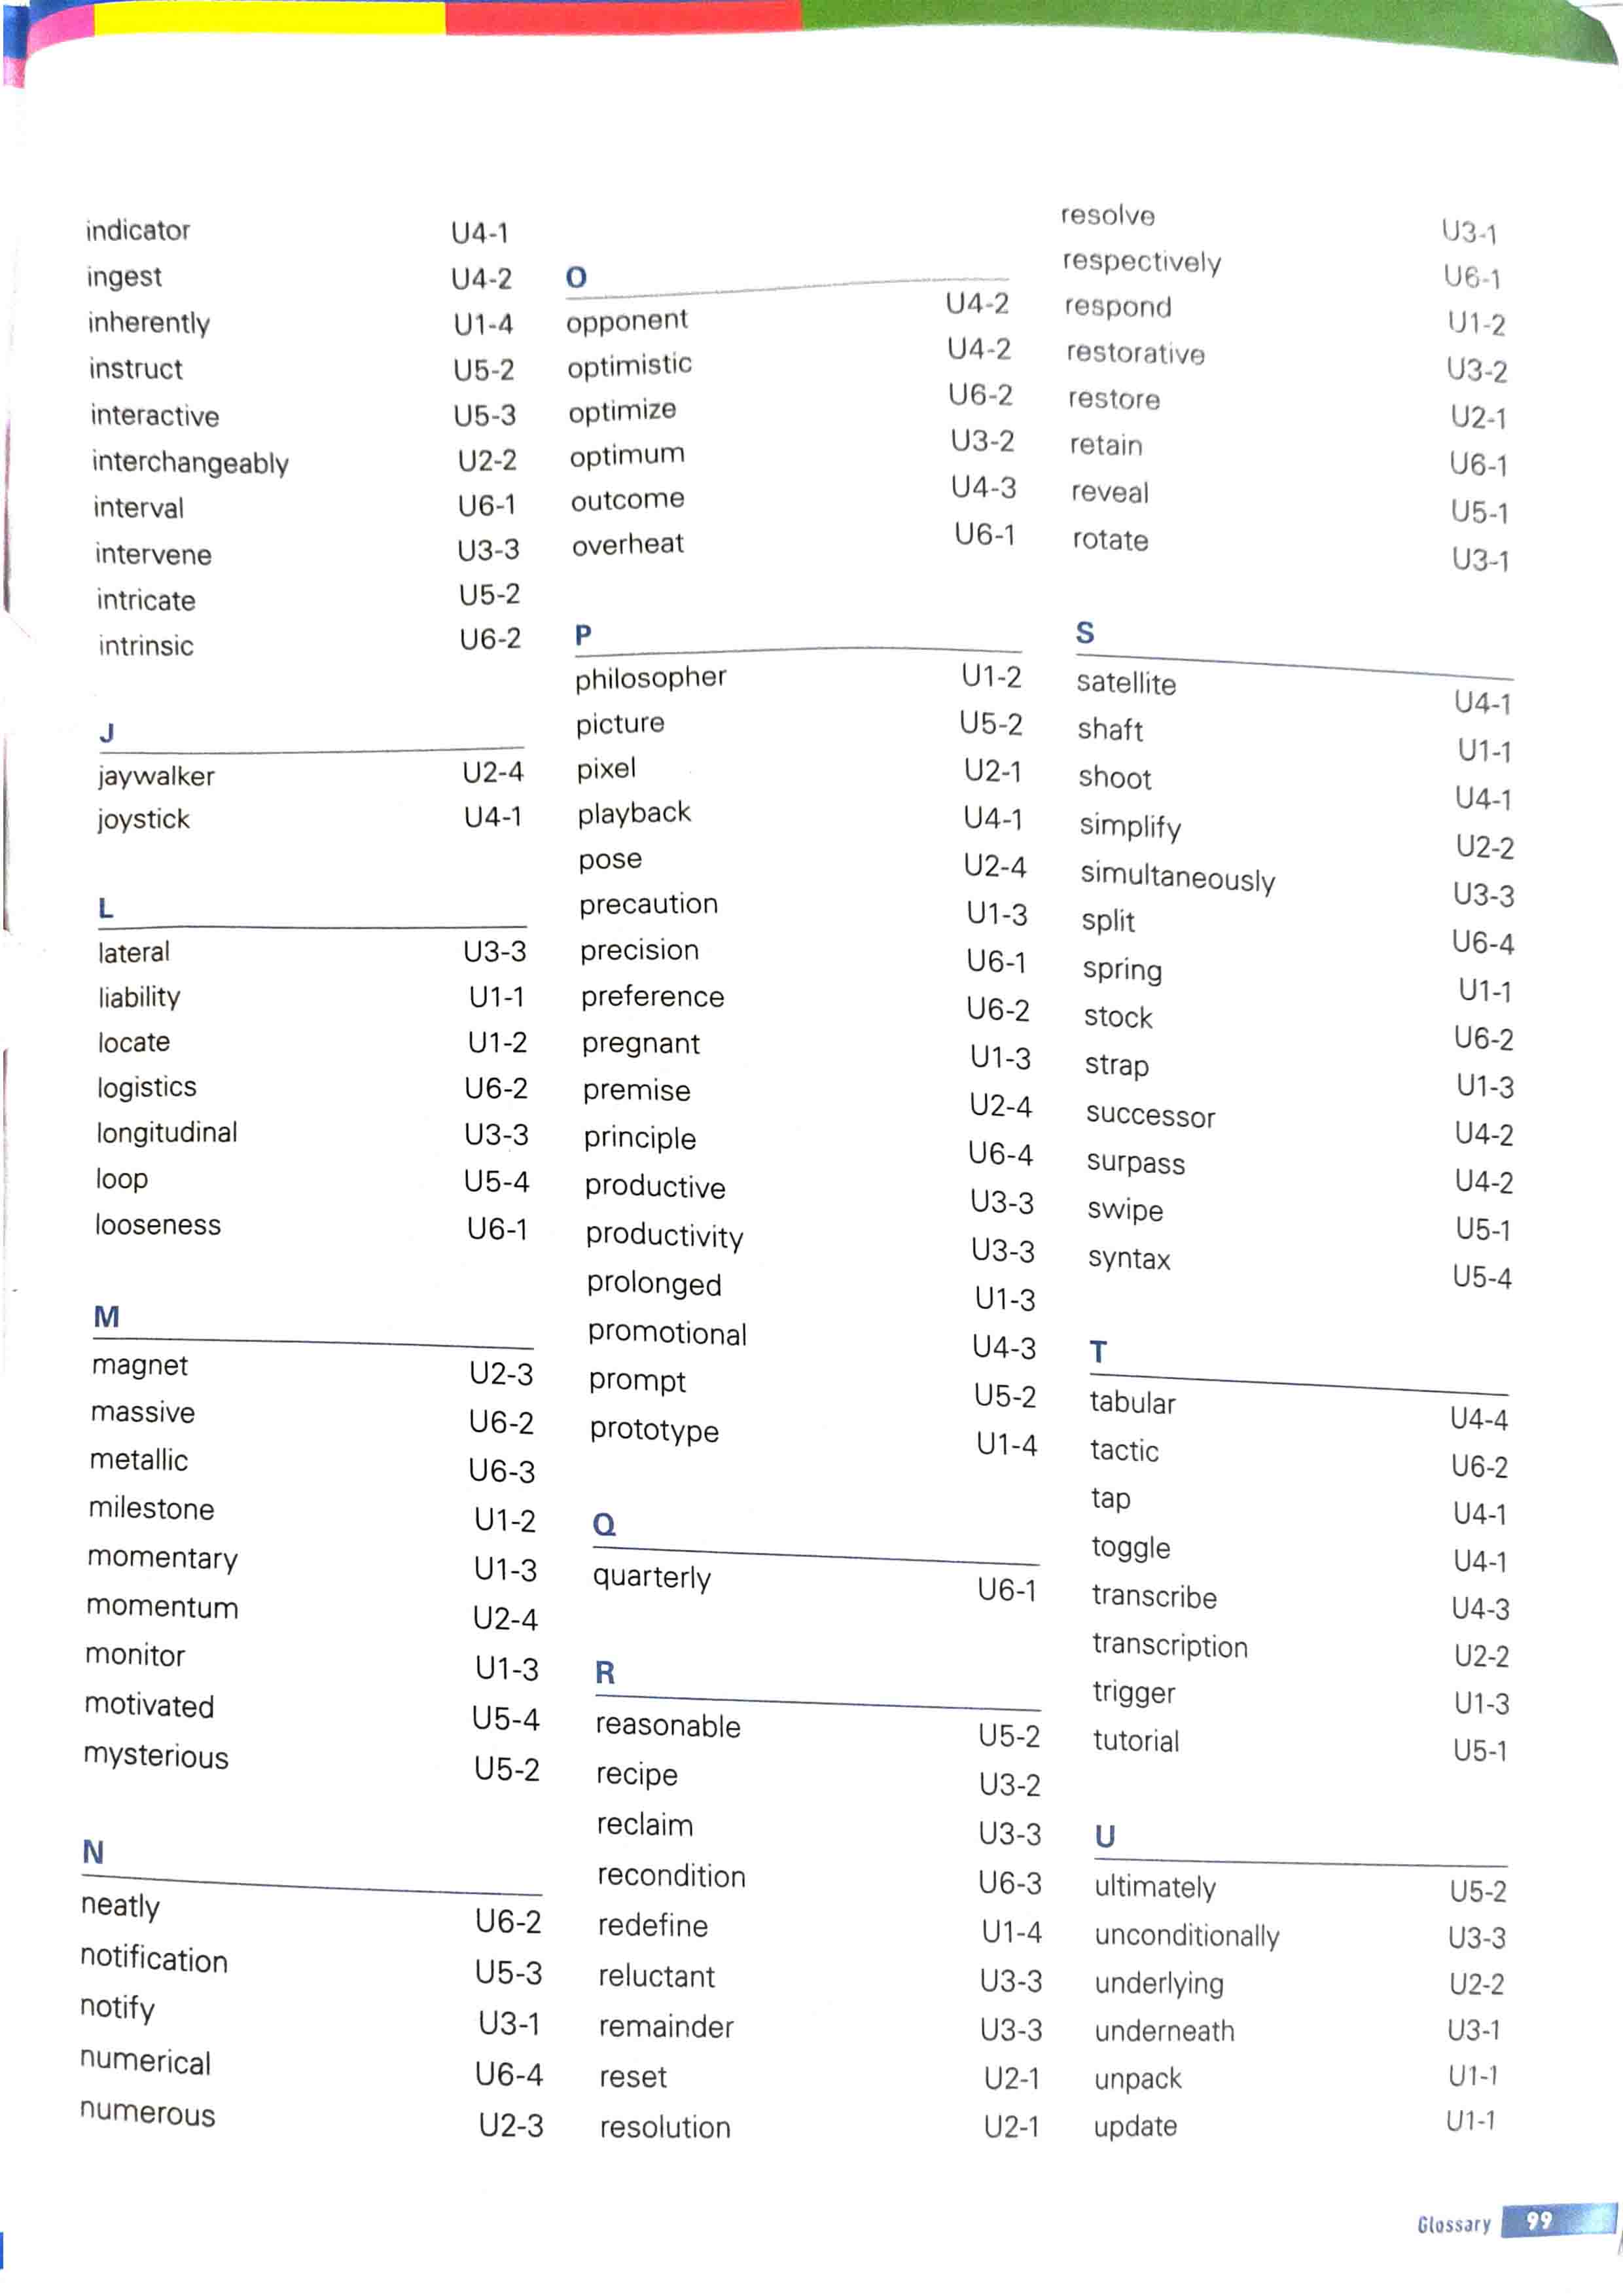 indicator U4-1
ingest U4-2
inherently U1-4
instruct U5-2
interactive U5-3
interchangeably U2-2
interval U6-1
intervene U3-3
intricate U5-2
intrinsic U6-2
J
jaywalker U2-4
joystick U4-1
L
lateral U3-3
liability U1-1
locate U1-2
logistics U6-2
longitudinal U3-3
loop U5-4
looseness U6-1
M
magnet U2-3
massive U6-2
metallic U6-3
milestone U1-2
momentary U1-3
momentum U2-4
monitor U1-3
motivated U5-4
mysterious U5-2
N
neatly U6-2
notification U5-3
notify U3-1
numerical U6-4
numerous U2-3
O
opponent U4-2
optimistic U4-2
optimize U6-2
optimum U3-2
outcome U4-3
overheat U6-1
P
philosopher U1-2
picture U5-2
pixel U2-1
playback U4-1
pose U2-4
precaution U1-3
precision U6-1
preference U6-2
pregnant U1-3
premise U2-4
principle U6-4
productive U3-3
productivity U3-3
prolonged U1-3
promotional U4-3
prompt U5-2
prototype U1-4
Q
quarterly U6-1
R
reasonable U5-2
recipe U3-2
reclaim U3-3
recondition U6-3
redefine U1-4
reluctant U3-3
remainder U3-3
reset U2-1
resolution U2-1
resolve U3-1
respectively U6-1
respond U1-2
restorative U3-2
restore U2-1
retain U6-1
reveal U5-1
rotate U3-1
S
satellite U4-1
shaft U1-1
shoot U4-1
simplify U2-2
simultaneously U3-3
split U6-4
spring U1-1
stock U6-2
strap U1-3
successor U4-2
surpass U4-2
swipe U5-1
syntax U5-4
T
tabular U4-4
tactic U6-2
tap U4-1
toggle U4-1
transcribe U4-3
transcription U2-2
trigger U1-3
tutorial U5-1
U
ultimately U5-2
unconditionally U3-3
underlying U2-2
underneath U3-1
unpack U1-1
update U1-1
Glossary 99